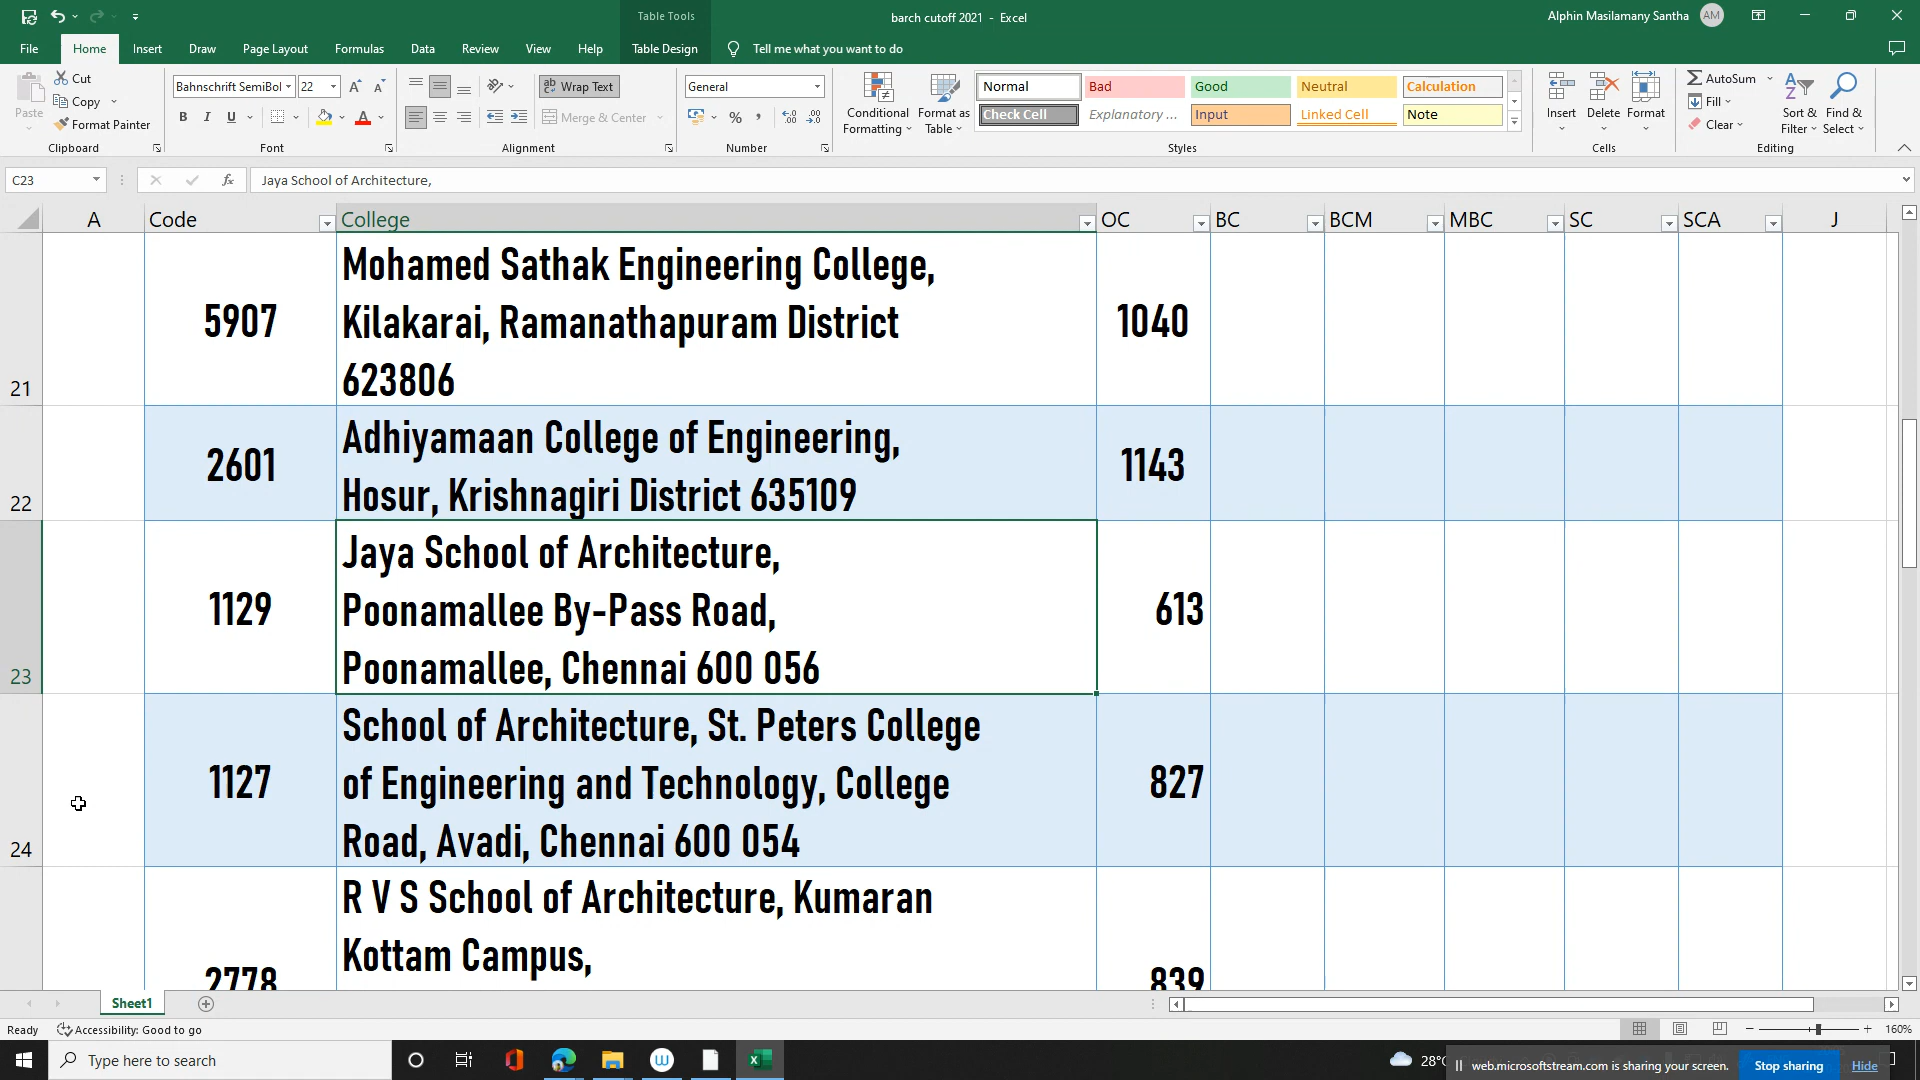 Table Tools
barch cutoff 2021 - Excel
Alphin Masilamany Santha
AM
File
Home
Insert
Draw
Page Layout
Formulas
Data
Review
View
Help
Table Design
Tell me what you want to do
Paste
Cut
Copy
Format Painter
Clipboard
Bahnschrift SemiBol
22
B I U
Font
Wrap Text
Merge & Center
Alignment
General
Number
Conditional Formatting
Format as Table
Normal
Bad
Good
Neutral
Calculation
Check Cell
Explanatory ...
Input
Linked Cell
Note
Styles
Insert
Delete
Format
Cells
AutoSum
Fill
Clear
Sort & Filter
Find & Select
Editing
C23
fx
Jaya School of Architecture,
A Code College OC BC BCM MBC SC SCA J
21
5907
Mohamed Sathak Engineering College,
Kilakarai, Ramanathapuram District
623806
1040
22
2601
Adhiyamaan College of Engineering,
Hosur, Krishnagiri District 635109
1143
23
1129
Jaya School of Architecture,
Poonamallee By-Pass Road,
Poonamallee, Chennai 600 056
613
24
1127
School of Architecture, St. Peters College
of Engineering and Technology, College
Road, Avadi, Chennai 600 054
827
2778
R V S School of Architecture, Kumaran
Kottam Campus,
839
Sheet1
Ready
Accessibility: Good to go
160%
Type here to search
28°
web.microsoftstream.com is sharing your screen.
Stop sharing
Hide